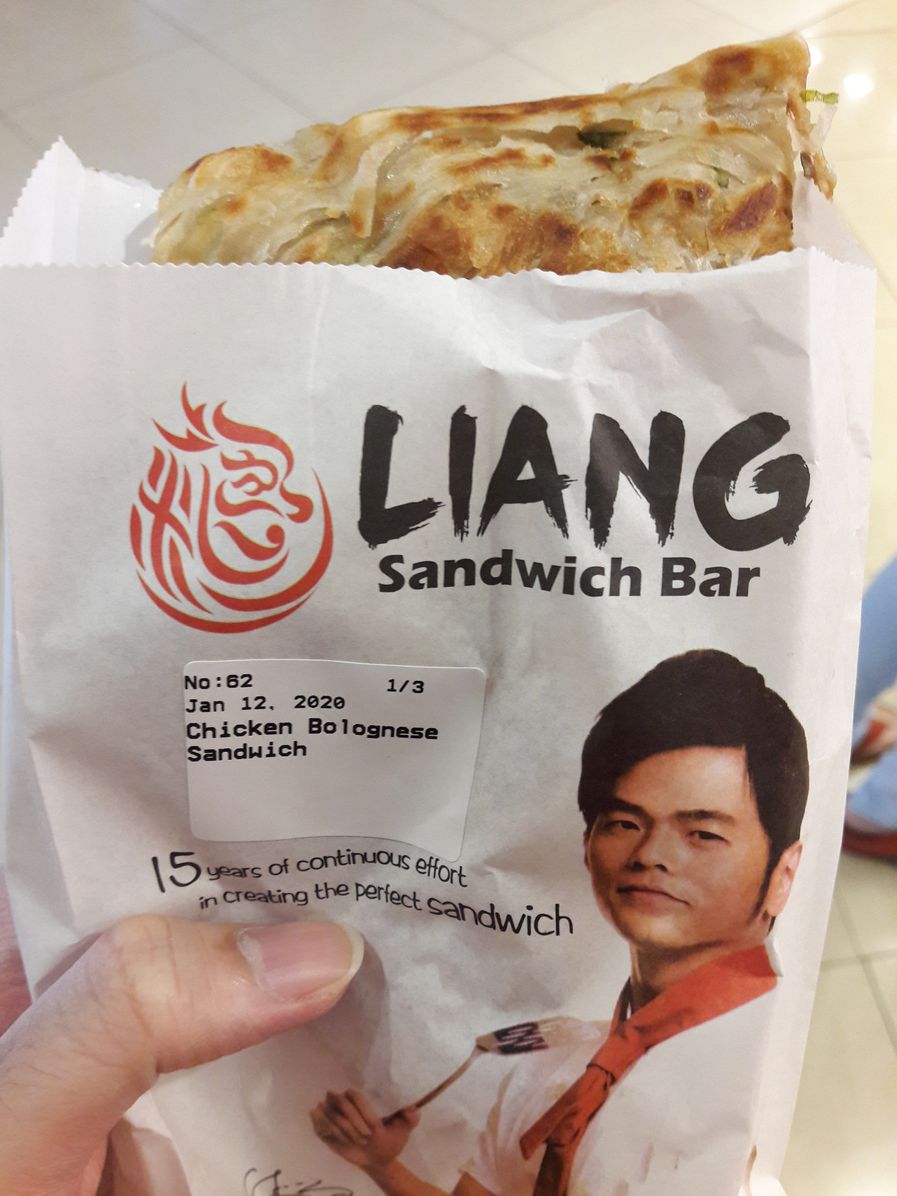 LIANG
Sandwich Bar
No:62 1/3
Jan 12, 2020
Chicken Bolognese
Sandwich
15 years of continuous effort
in creating the perfect sandwich